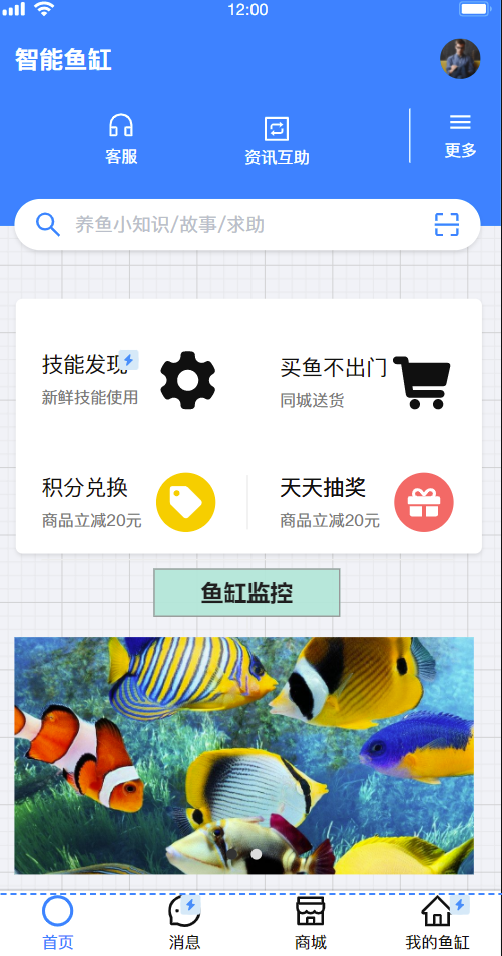 12:00
智能鱼缸
客服
资讯互助
更多
养鱼小知识/故事/求助
技能发现
新鲜技能使用
买鱼不出门
同城送货
积分兑换
商品立减20元
天天抽奖
商品立减20元
鱼缸监控
首页
消息
商城
我的鱼缸